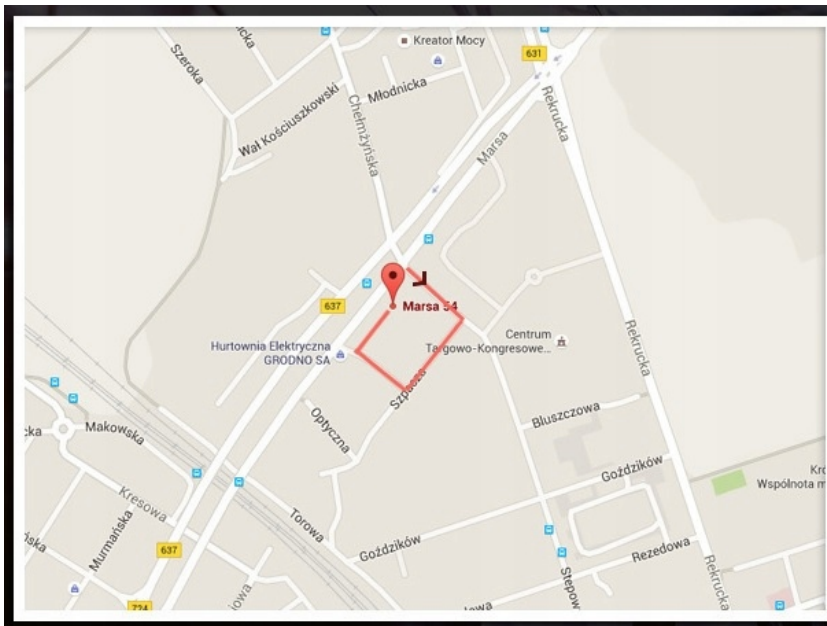 Kreator Mocy
631
Szeroka
Młodnicka
Rekrucka
Wał Kościuszkowski
Chełmżyńska
Marsa
637
Marsa 54
Hurtownia Elektryczna
GRODNO SA
Centrum
Targowo-Kongresowe...
Rekrucka
Szpacza
Optyczna
Bluszczowa
Makowska
Goździków
Kresowa
Wspólnota m
Murmańska
Torowa
637
Goździków
Rezedowa
Rekrucka
Stepow
724